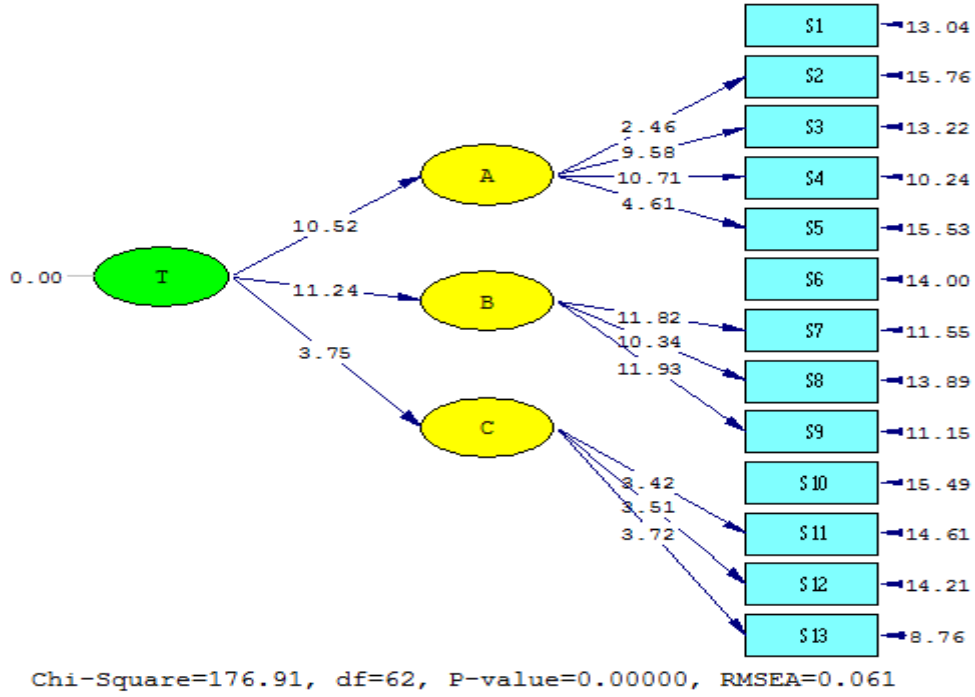 S1
13.04
S2
15.76
2.46
S3
13.22
9.58
A
10.71
S4
10.24
4.61
S5
15.53
10.52
0.00
T
S6
14.00
11.24
B
11.82
S7
11.55
10.34
3.75
11.93
S8
13.89
C
S9
11.15
3.42
S10
15.49
3.51
3.72
S11
14.61
S12
14.21
S13
8.76
Chi-Square=176.91, df=62, P-value=0.00000, RMSEA=0.061